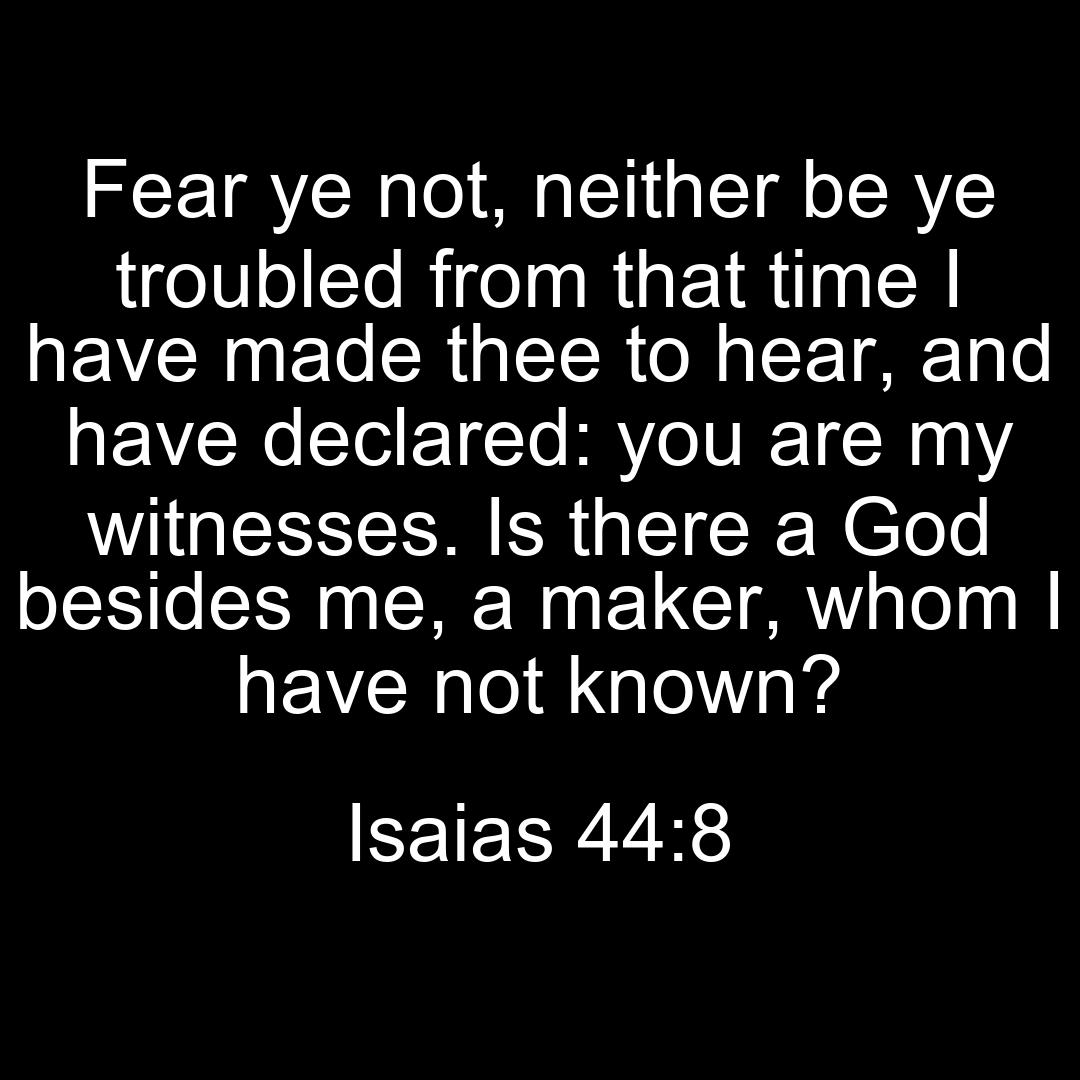 Fear ye not, neither be ye
troubled from that time I
have made thee to hear, and
have declared: you are my
witnesses. Is there a God
besides me, a maker, whom I
have not known?
Isaias 44:8